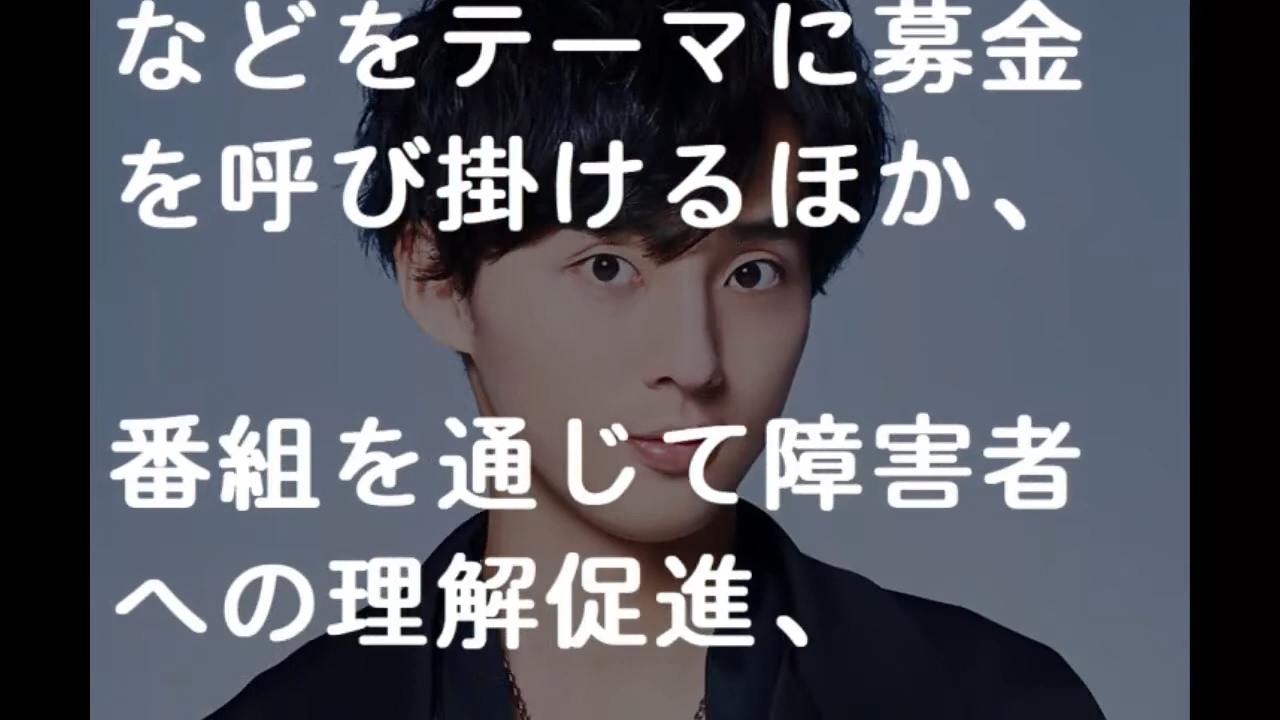 などをテーマに募金
を呼び掛けるほか、
番組を通じて障害者
への理解促進、